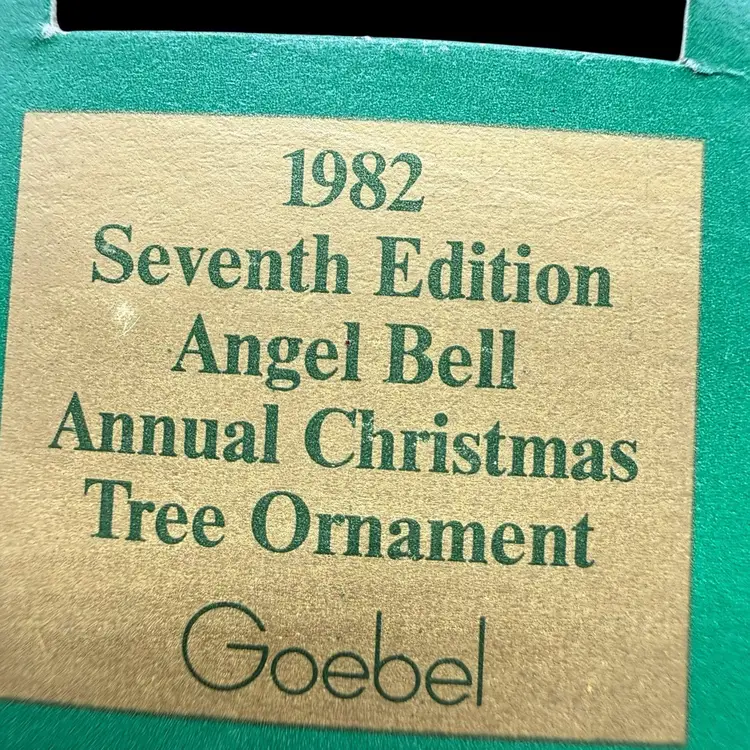 1982
Seventh Edition
Angel Bell
Annual Christmas
Tree Ornament
Goebel